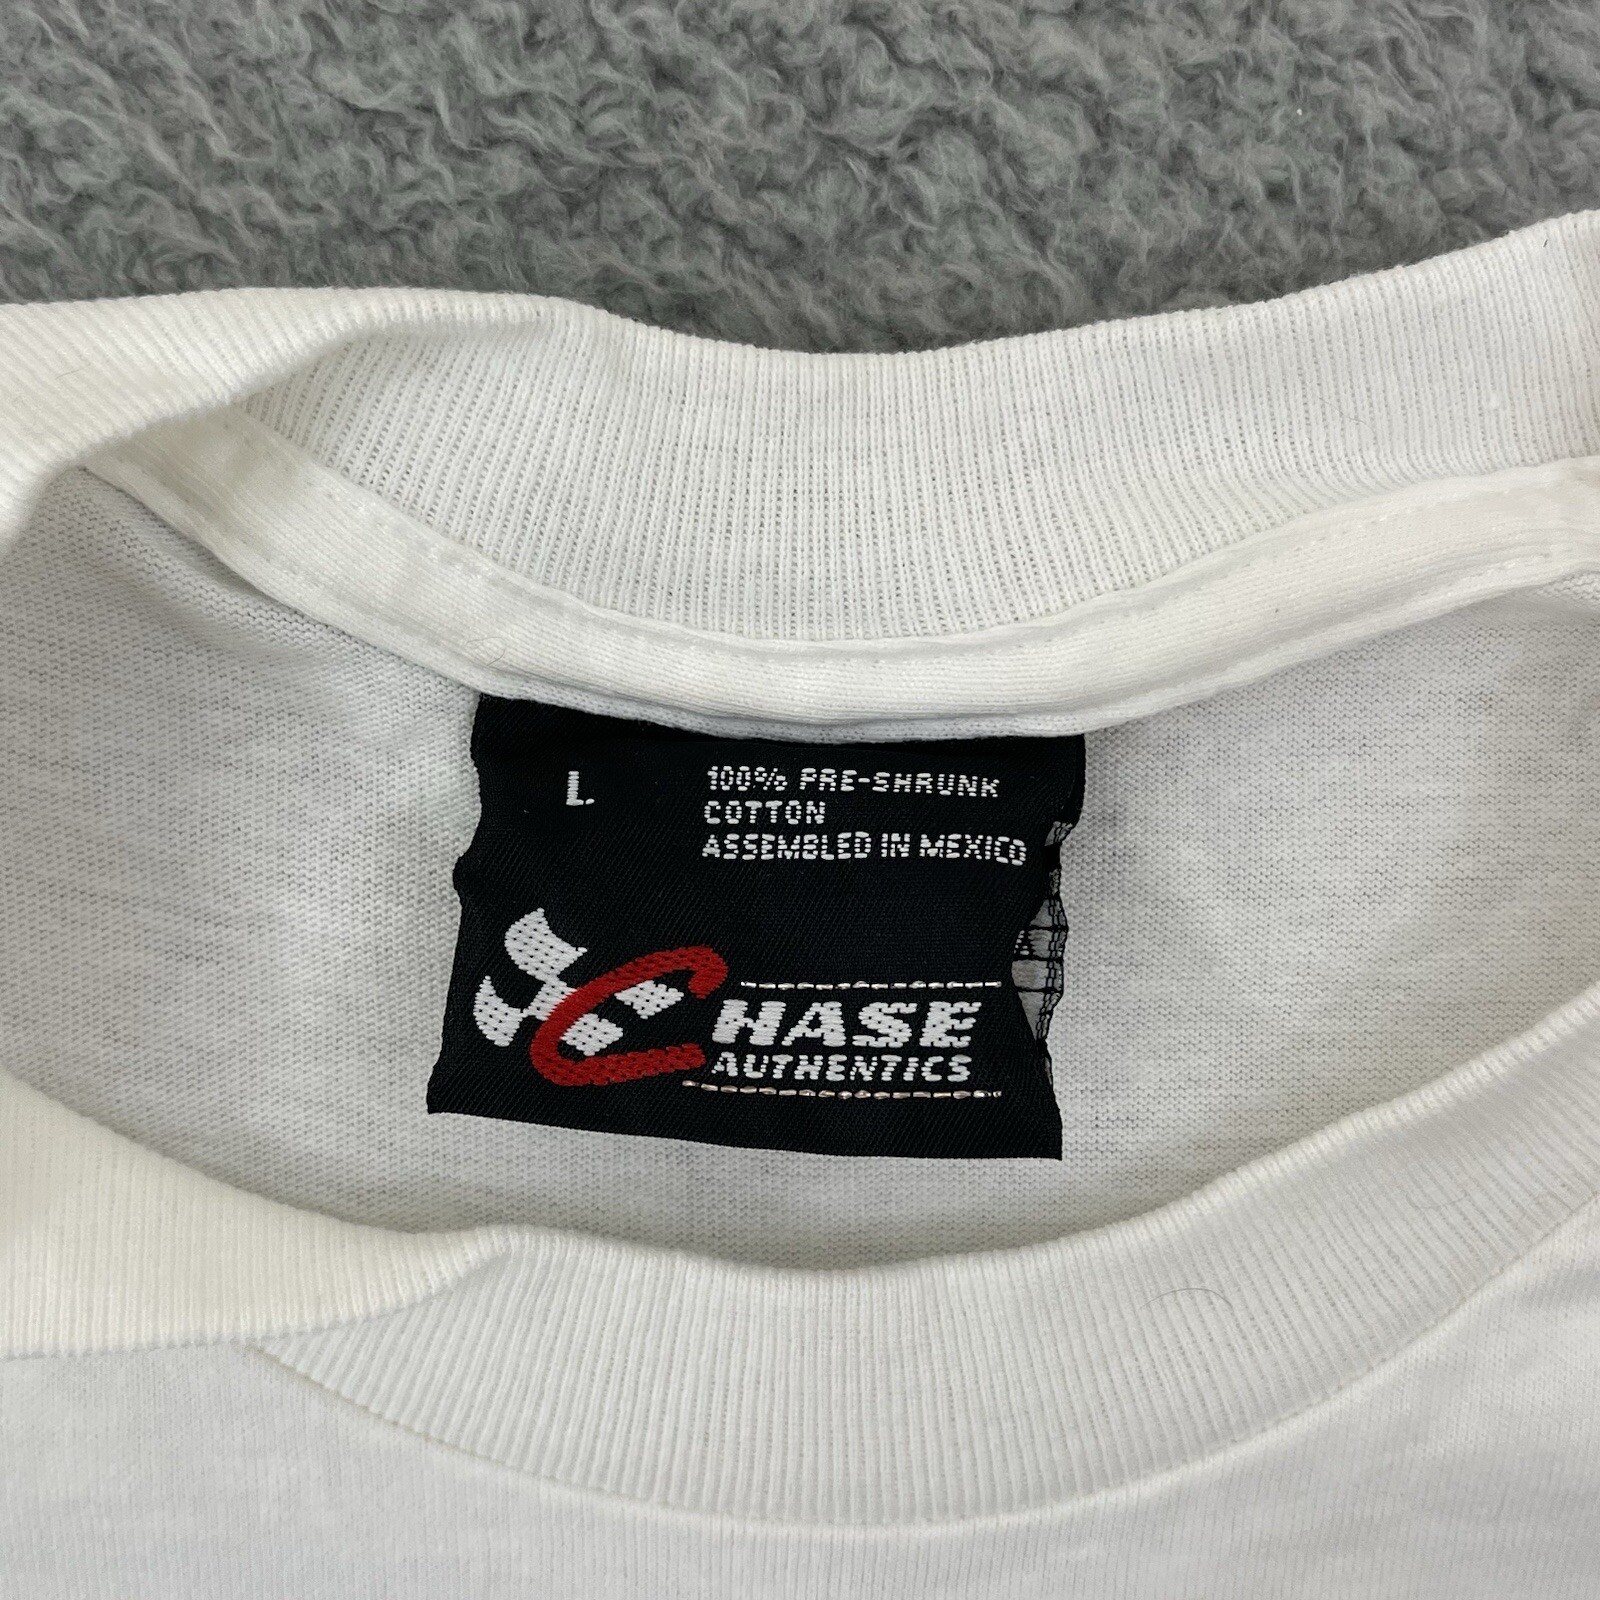 L.
100% PRE-SHRUNK
COTTON
ASSEMBLED IN MEXICO
CHASE
AUTHENTICS